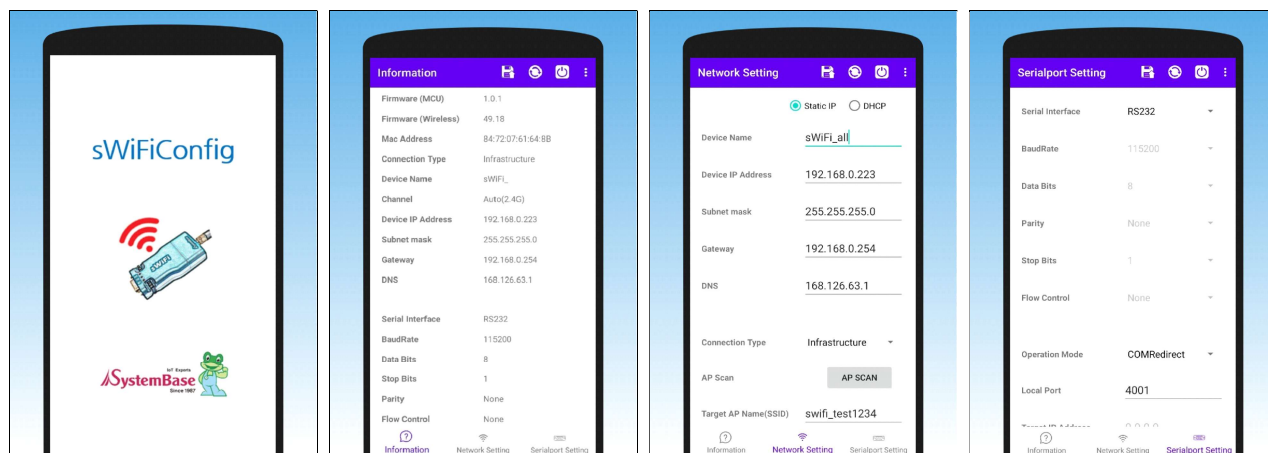 sWiFiConfig
sWiFi
IoT Experts
SystemBase
Since 1987
Information
Firmware (MCU) 1.0.1
Firmware (Wireless) 49.18
Mac Address 84:72:07:61:64:8B
Connection Type Infrastructure
Device Name sWiFi_
Channel Auto(2.4G)
Device IP Address 192.168.0.223
Subnet mask 255.255.255.0
Gateway 192.168.0.254
DNS 168.126.63.1
Serial Interface RS232
BaudRate 115200
Data Bits 8
Stop Bits 1
Parity None
Flow Control None
Information Network Setting Serialport Setting
Network Setting
Static IP DHCP
Device Name sWiFi_all
Device IP Address 192.168.0.223
Subnet mask 255.255.255.0
Gateway 192.168.0.254
DNS 168.126.63.1
Connection Type Infrastructure
AP Scan AP SCAN
Target AP Name(SSID) swifi_test1234
Information Network Setting Serialport Setting
Serialport Setting
Serial Interface RS232
BaudRate 115200
Data Bits 8
Parity None
Stop Bits 1
Flow Control None
Operation Mode COMRedirect
Local Port 4001
Target IP Address 0.0.0.0
Information Network Setting Serialport Setting